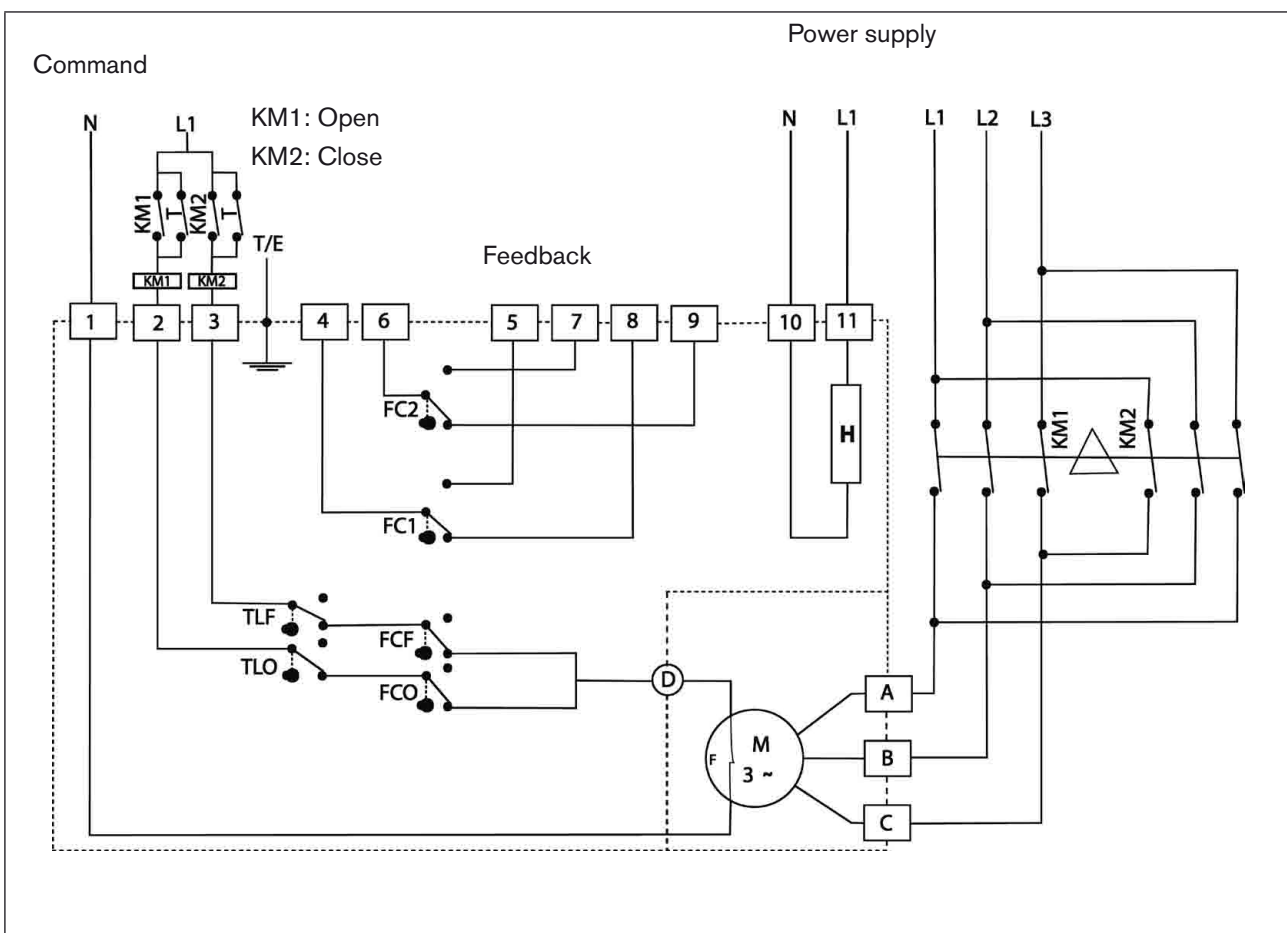 Power supply
Command
KM1: Open
KM2: Close
N L1
N L1 L1 L2 L3
KM1 T KM2 T
T/E
Feedback
KM1 KM2
1 2 3 4 6 5 7 8 9 10 11
FC2
H
KM1 KM2
FC1
TLF
FCF
TLO
FCO
D
A
M
F
3 ~
B
C